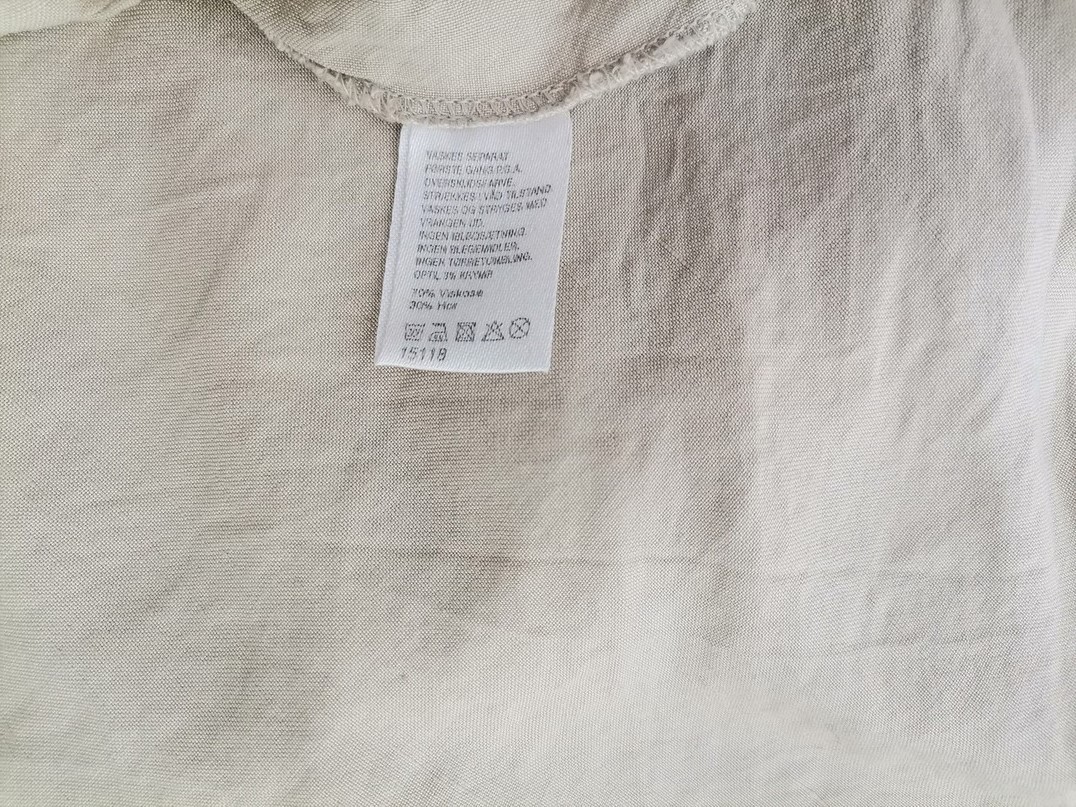 VASKES SEPARAT
FØRSTE GANG P.G.A.
OVERSKUDSFARVE.
STRÆKKES I VÅD TILSTAND
VASKES OG STRYGES MED
VRANGEN UD.
INGEN IBLØDSÆTNING.
INGEN BLEGEMIDLER.
INGEN TØRRETUMBLING.
OPTIL 3% KRYMP
70% Viskose
30% Hør
15118